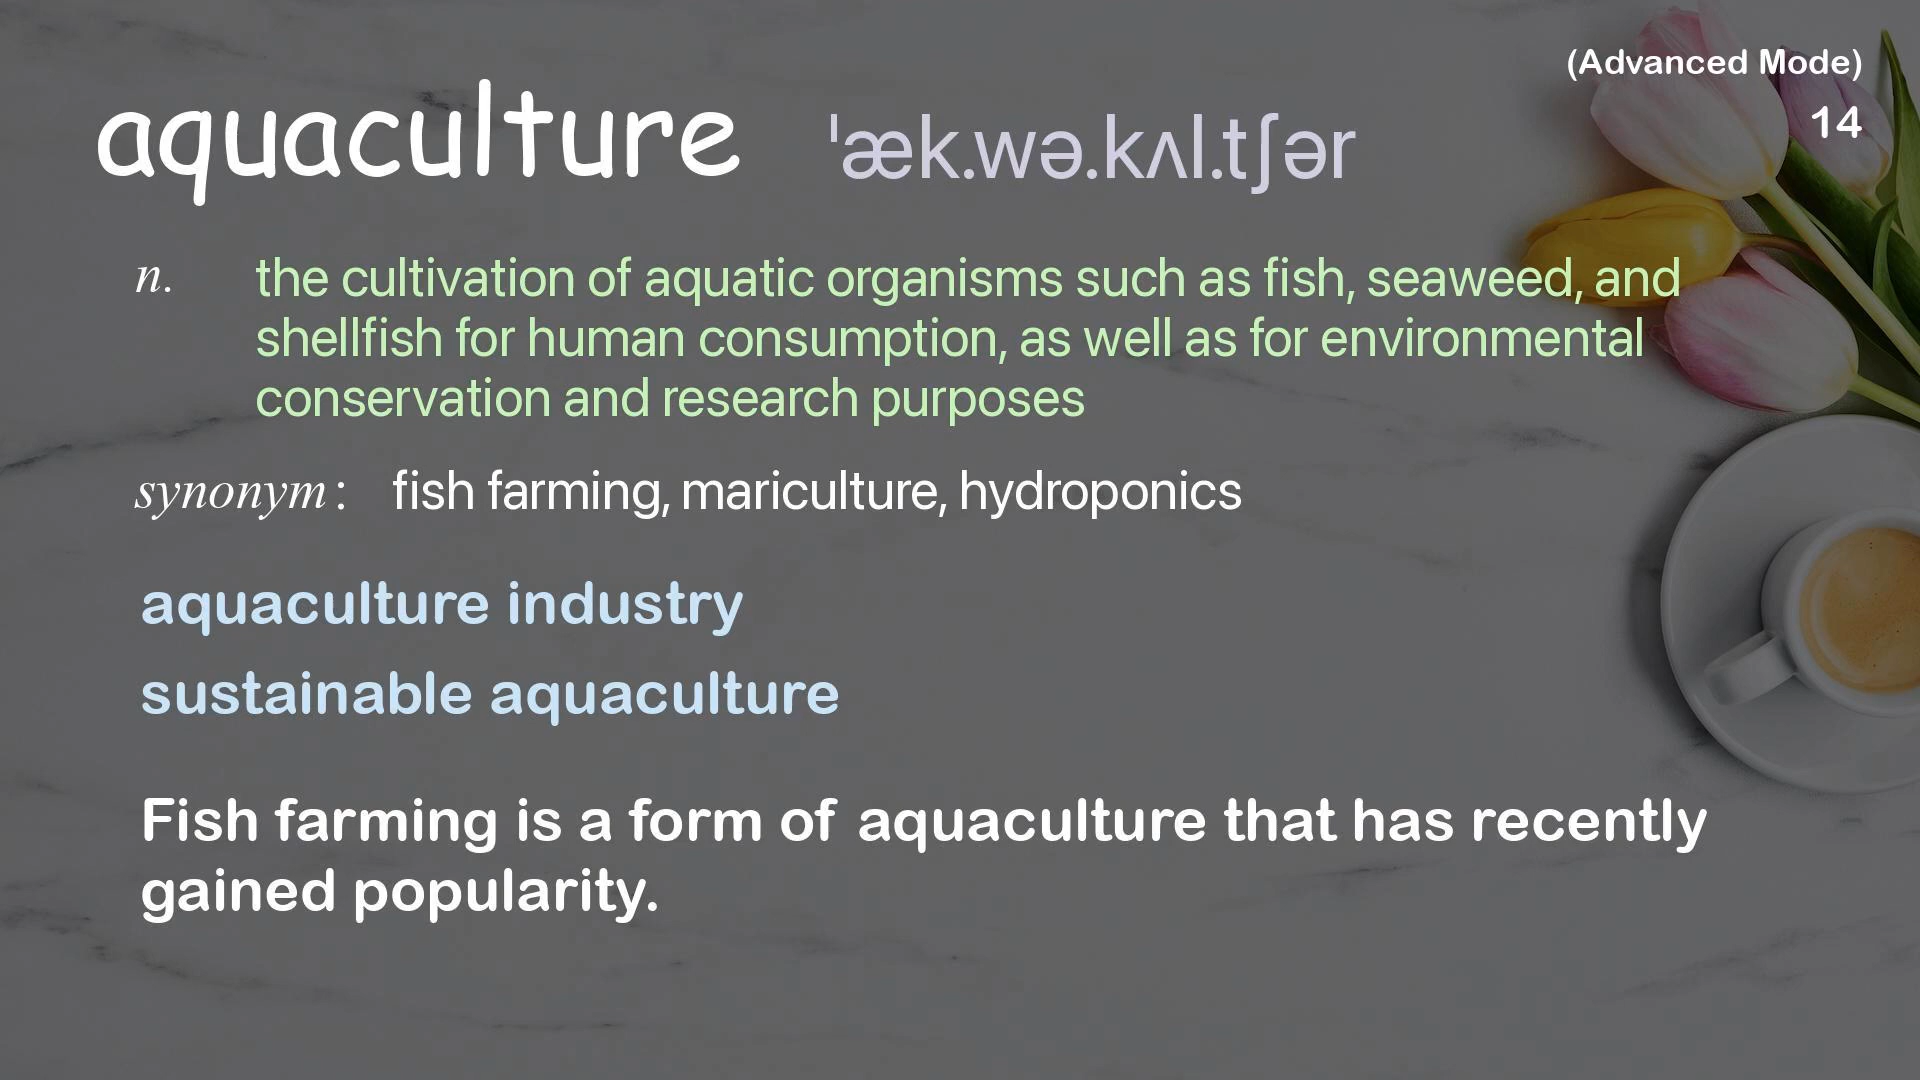 (Advanced Mode)
14
aquaculture ˈæk.wə.kʌl.tʃər
n. the cultivation of aquatic organisms such as fish, seaweed, and
shellfish for human consumption, as well as for environmental
conservation and research purposes
synonym: fish farming, mariculture, hydroponics
aquaculture industry
sustainable aquaculture
Fish farming is a form of aquaculture that has recently
gained popularity.